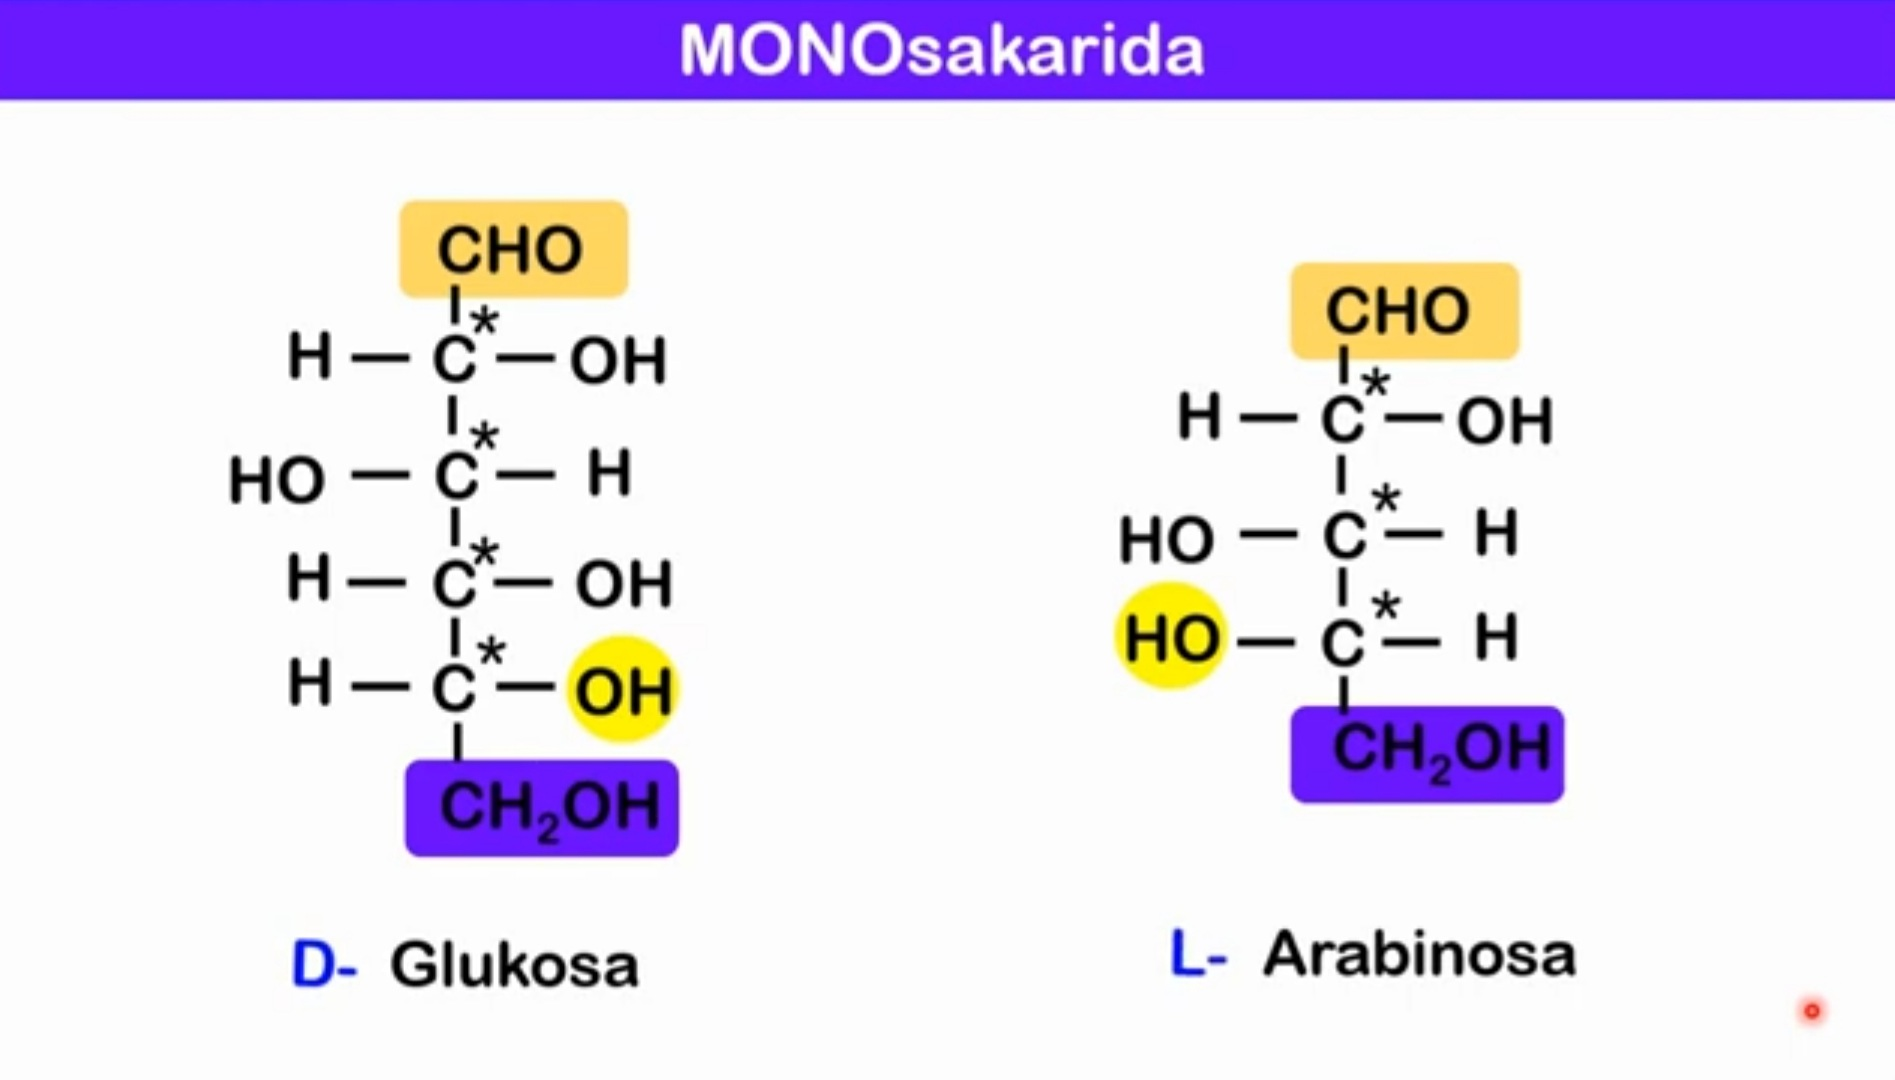 MONOsakarida
CHO
H — C* — OH
HO — C* — H
H — C* — OH
H — C* — OH
CH₂OH
D- Glukosa
CHO
H — C* — OH
HO — C* — H
HO — C* — H
CH₂OH
L- Arabinosa